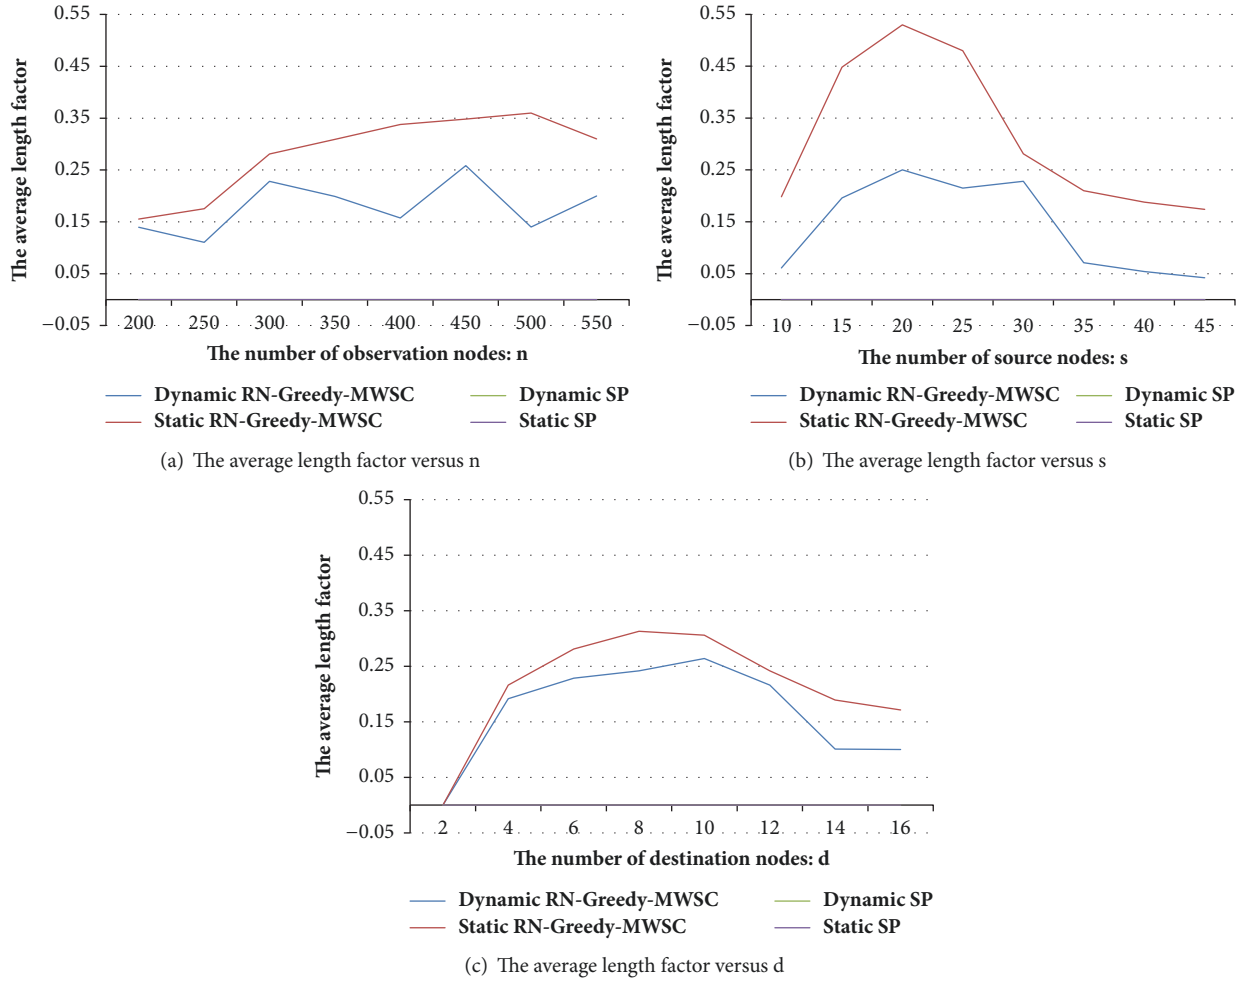 0.55
0.45
0.35
0.25
0.15
0.05
−0.05
The average length factor
200 250 300 350 400 450 500 550
The number of observation nodes: n
Dynamic RN-Greedy-MWSC Dynamic SP
Static RN-Greedy-MWSC Static SP
(a) The average length factor versus n
0.55
0.45
0.35
0.25
0.15
0.05
−0.05
The average length factor
10 15 20 25 30 35 40 45
The number of source nodes: s
Dynamic RN-Greedy-MWSC Dynamic SP
Static RN-Greedy-MWSC Static SP
(b) The average length factor versus s
0.55
0.45
0.35
0.25
0.15
0.05
−0.05
The average length factor
2 4 6 8 10 12 14 16
The number of destination nodes: d
Dynamic RN-Greedy-MWSC Dynamic SP
Static RN-Greedy-MWSC Static SP
(c) The average length factor versus d